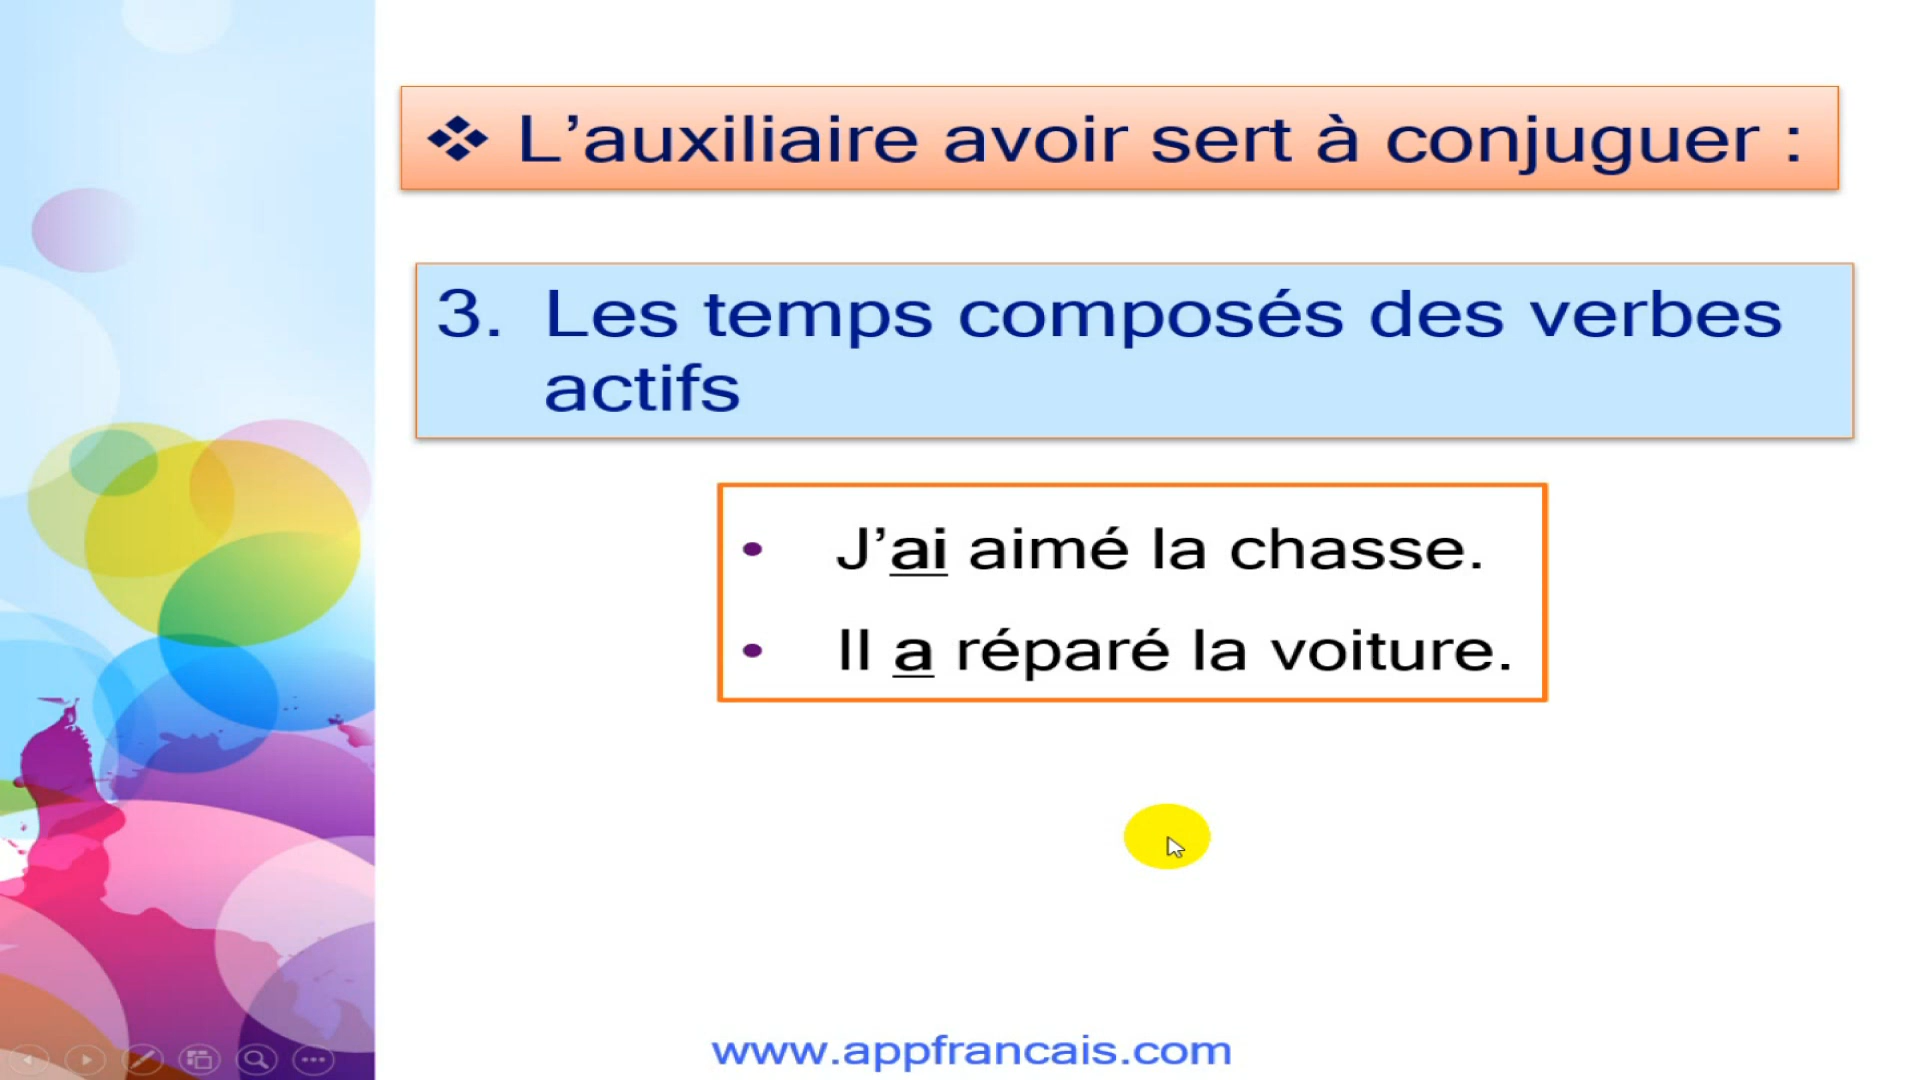 ❖ L’auxiliaire avoir sert à conjuguer :
3. Les temps composés des verbes
actifs
• J’ai aimé la chasse.
• Il a réparé la voiture.
www.appfrancais.com